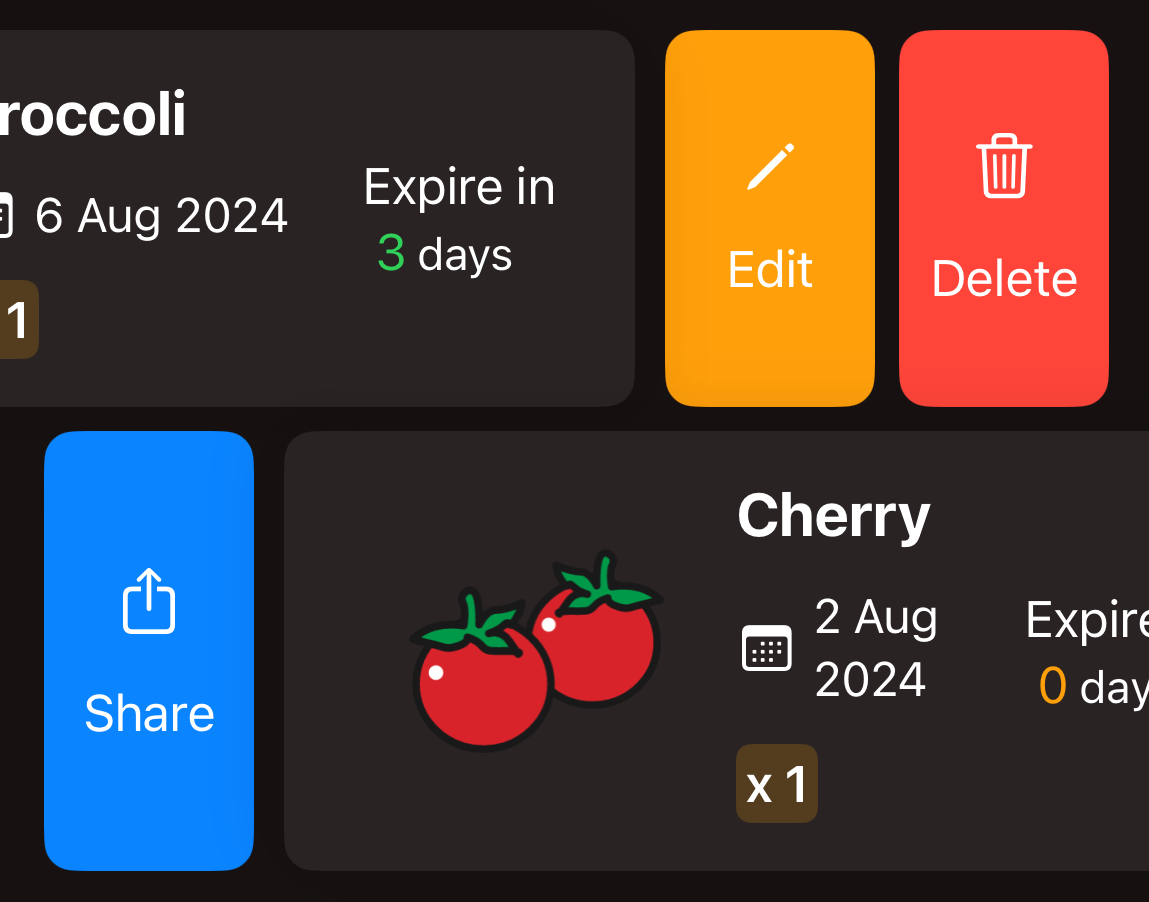 roccoli
6 Aug 2024
Expire in
3 days
1
Edit
Delete
Share
Cherry
2 Aug
2024
Expire
0 day
x 1